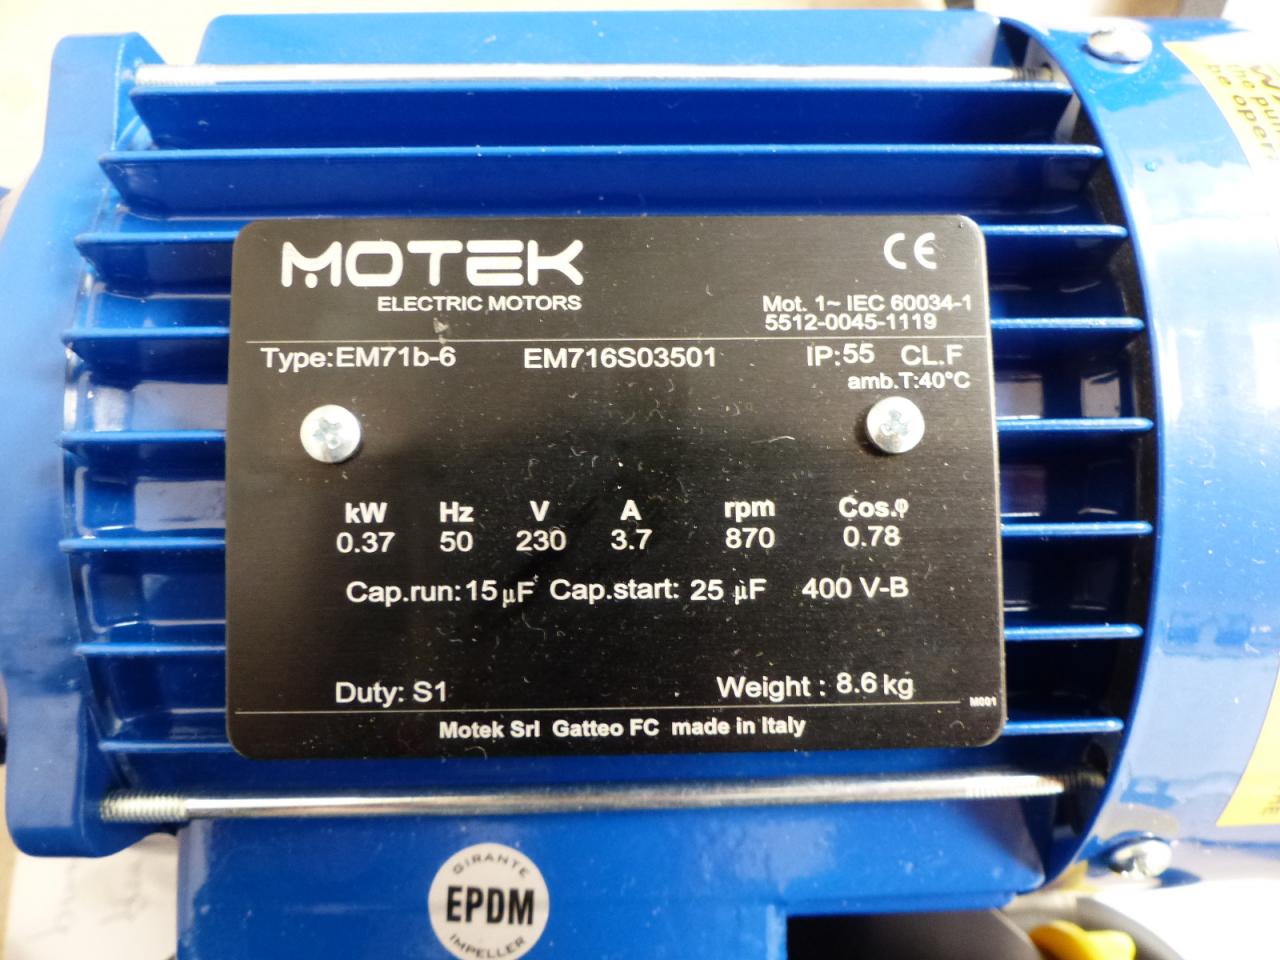 MOTEK
ELECTRIC MOTORS
CE
Mot. 1~ IEC 60034-1
5512-0045-1119
Type:EM71b-6 EM716S03501 IP:55 CL.F
amb.T:40°C
kW Hz V A rpm Cos.φ
0.37 50 230 3.7 870 0.78
Cap.run:15 µF Cap.start: 25 µF 400 V-B
Duty: S1 Weight : 8.6 kg
M001
Motek Srl Gatteo FC made in Italy
GIRANTE
EPDM
IMPELLER
the
be